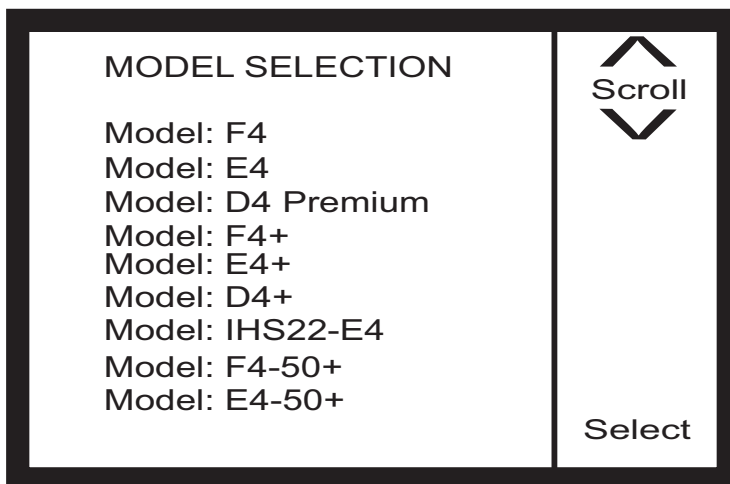 MODEL SELECTION
Model: F4
Model: E4
Model: D4 Premium
Model: F4+
Model: E4+
Model: D4+
Model: IHS22-E4
Model: F4-50+
Model: E4-50+
Scroll
Select